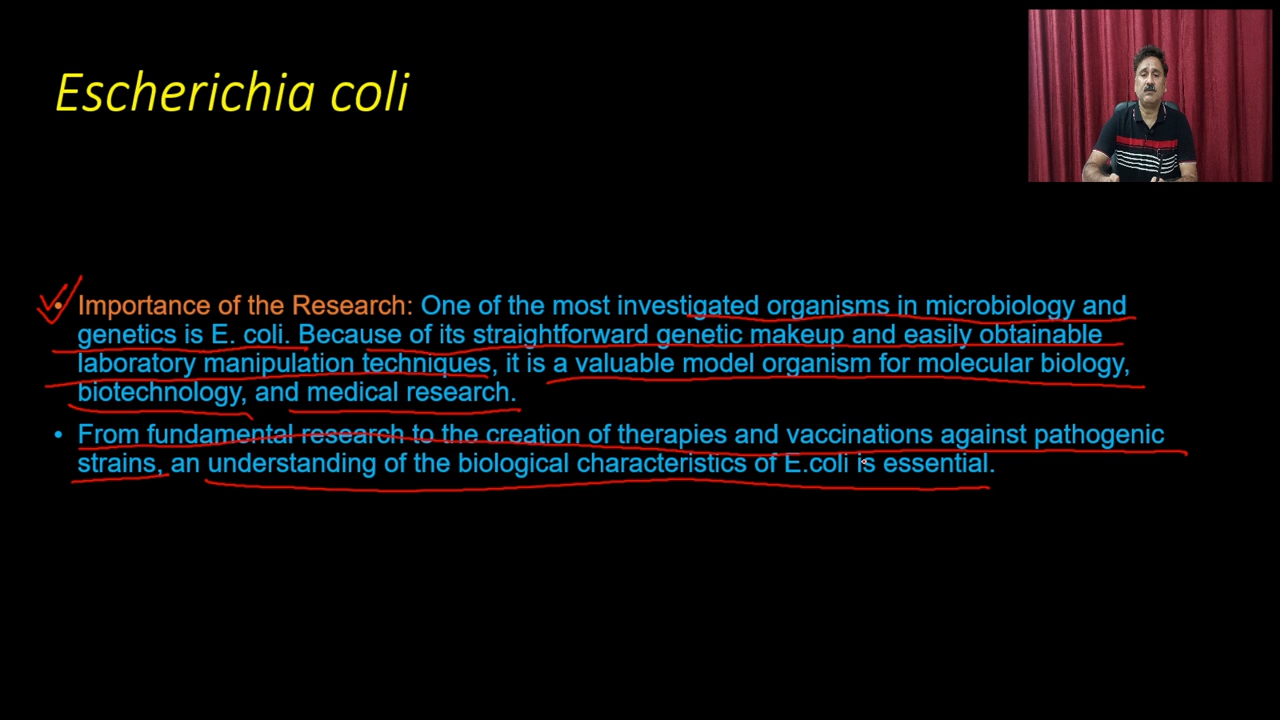 Escherichia coli
• Importance of the Research: One of the most investigated organisms in microbiology and
genetics is E. coli. Because of its straightforward genetic makeup and easily obtainable
laboratory manipulation techniques, it is a valuable model organism for molecular biology,
biotechnology, and medical research.
• From fundamental research to the creation of therapies and vaccinations against pathogenic
strains, an understanding of the biological characteristics of E.coli is essential.